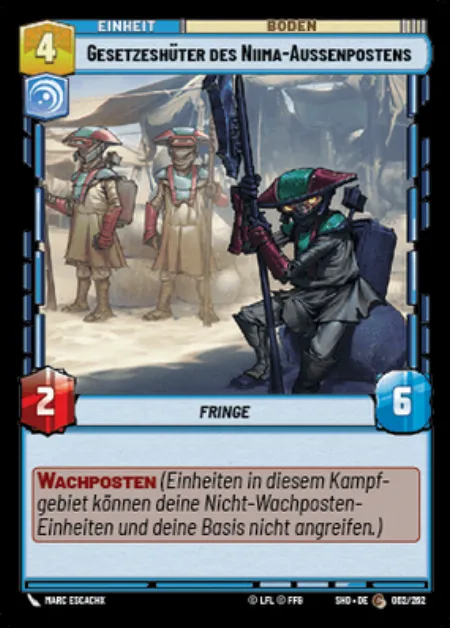 EINHEIT
BODEN
4
GESETZESHÜTER DES NIIMA-AUSSENPOSTENS
2
FRINGE
6
WACHPOSTEN (Einheiten in diesem Kampf-
gebiet können deine Nicht-Wachposten-
Einheiten und deine Basis nicht angreifen.)
MARC ESCACHX
© LFL © FFG
SHD • DE
062/262